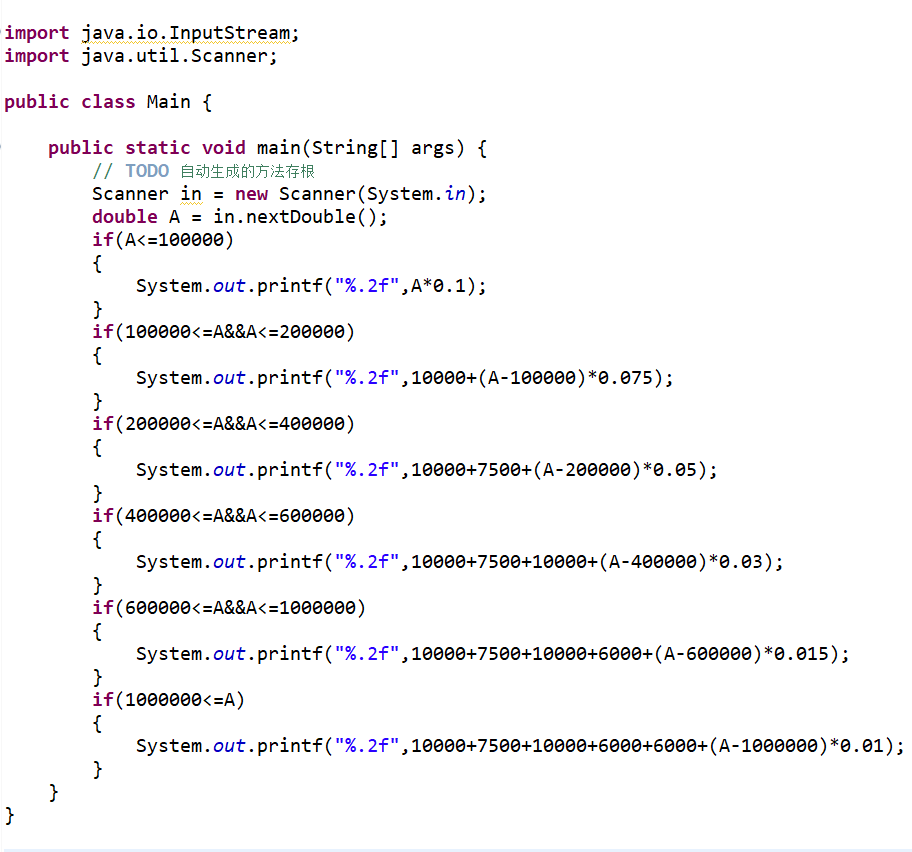 import java.io.InputStream;
import java.util.Scanner;
public class Main {
public static void main(String[] args) {
// TODO 自动生成的方法存根
Scanner in = new Scanner(System.in);
double A = in.nextDouble();
if(A<=100000)
{
System.out.printf("%.2f",A*0.1);
}
if(100000<=A&&A<=200000)
{
System.out.printf("%.2f",10000+(A-100000)*0.075);
}
if(200000<=A&&A<=400000)
{
System.out.printf("%.2f",10000+7500+(A-200000)*0.05);
}
if(400000<=A&&A<=600000)
{
System.out.printf("%.2f",10000+7500+10000+(A-400000)*0.03);
}
if(600000<=A&&A<=1000000)
{
System.out.printf("%.2f",10000+7500+10000+6000+(A-600000)*0.015);
}
if(1000000<=A)
{
System.out.printf("%.2f",10000+7500+10000+6000+6000+(A-1000000)*0.01);
}
}
}